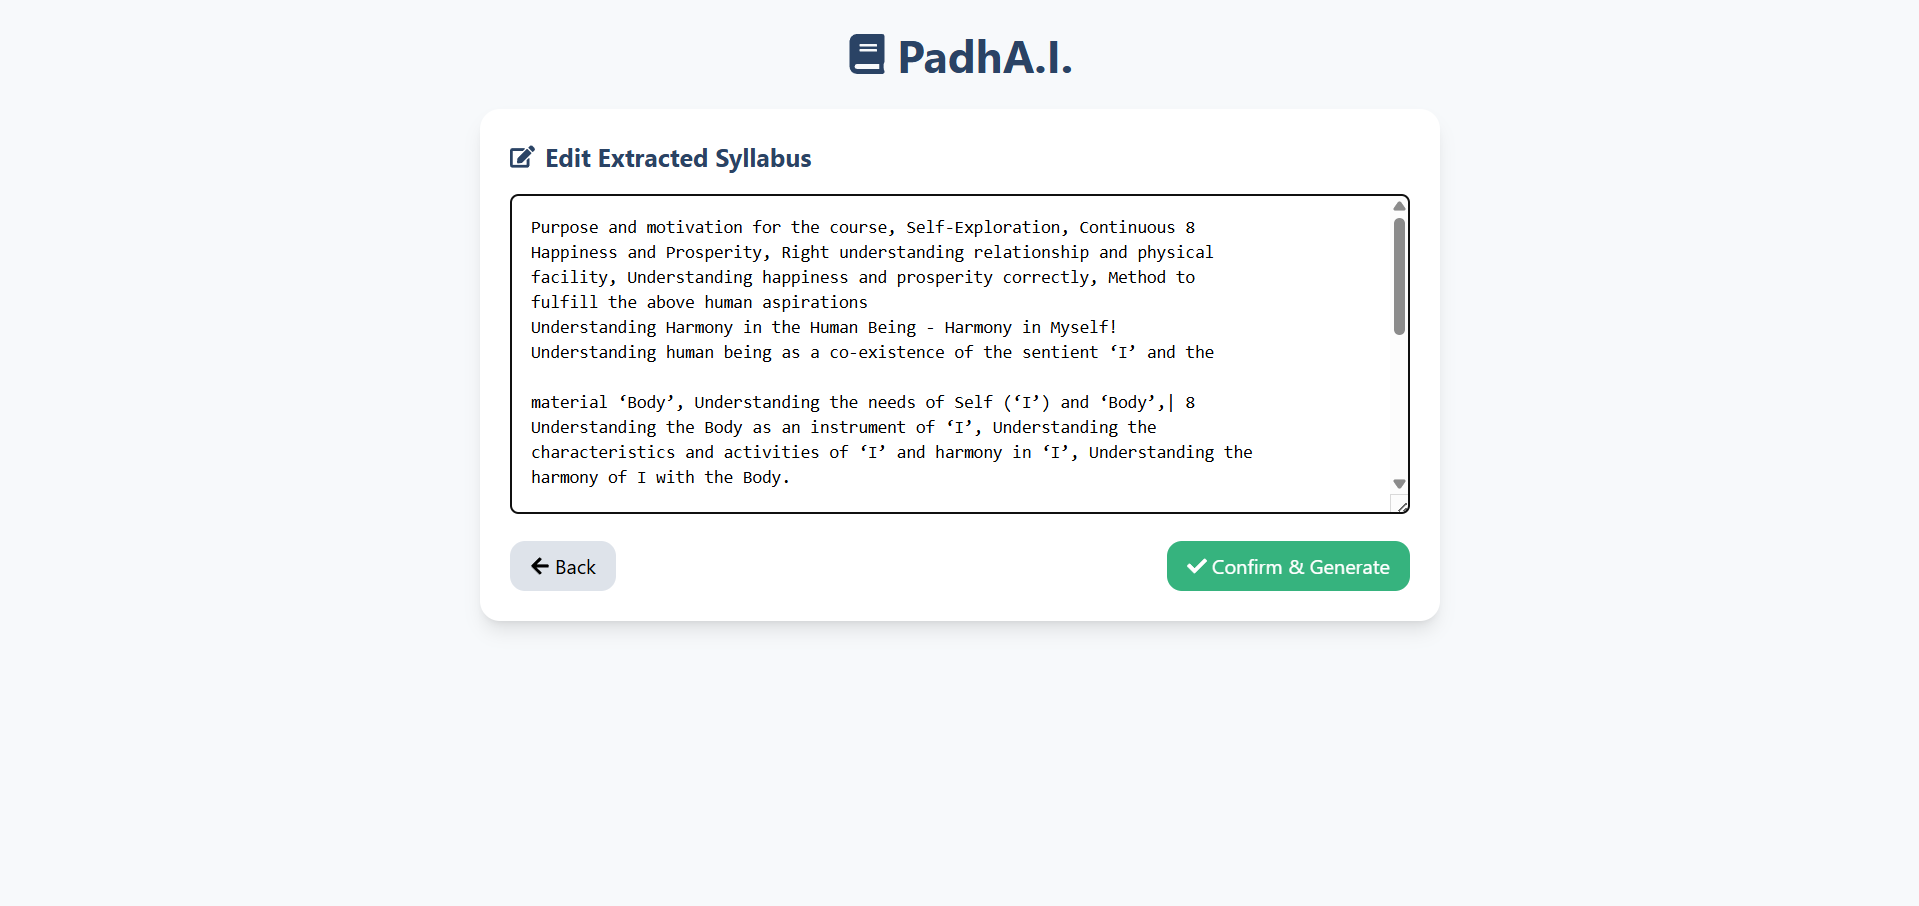 PadhA.I.
Edit Extracted Syllabus
Purpose and motivation for the course, Self-Exploration, Continuous 8
Happiness and Prosperity, Right understanding relationship and physical
facility, Understanding happiness and prosperity correctly, Method to
fulfill the above human aspirations
Understanding Harmony in the Human Being - Harmony in Myself!
Understanding human being as a co-existence of the sentient ‘I’ and the
material ‘Body’, Understanding the needs of Self (‘I’) and ‘Body’,| 8
Understanding the Body as an instrument of ‘I’, Understanding the
characteristics and activities of ‘I’ and harmony in ‘I’, Understanding the
harmony of I with the Body.
Back
Confirm & Generate